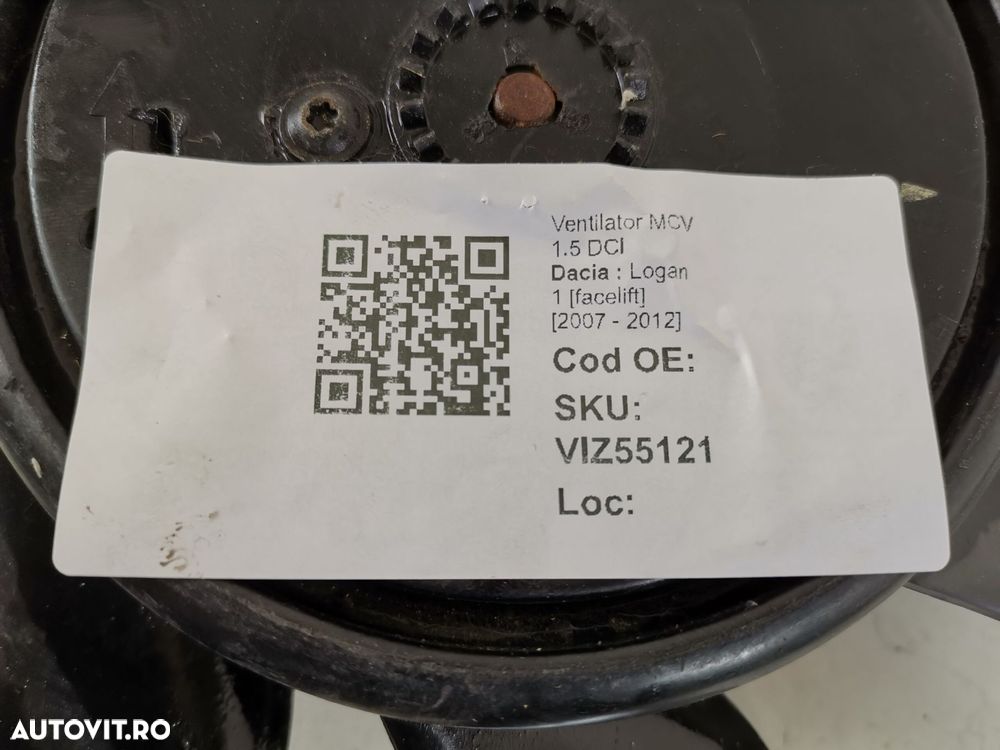 Ventilator MCV
1.5 DCI
Dacia : Logan
1 [facelift]
[2007 - 2012]
Cod OE:
SKU:
VIZ55121
Loc:
AUTOVIT.RO